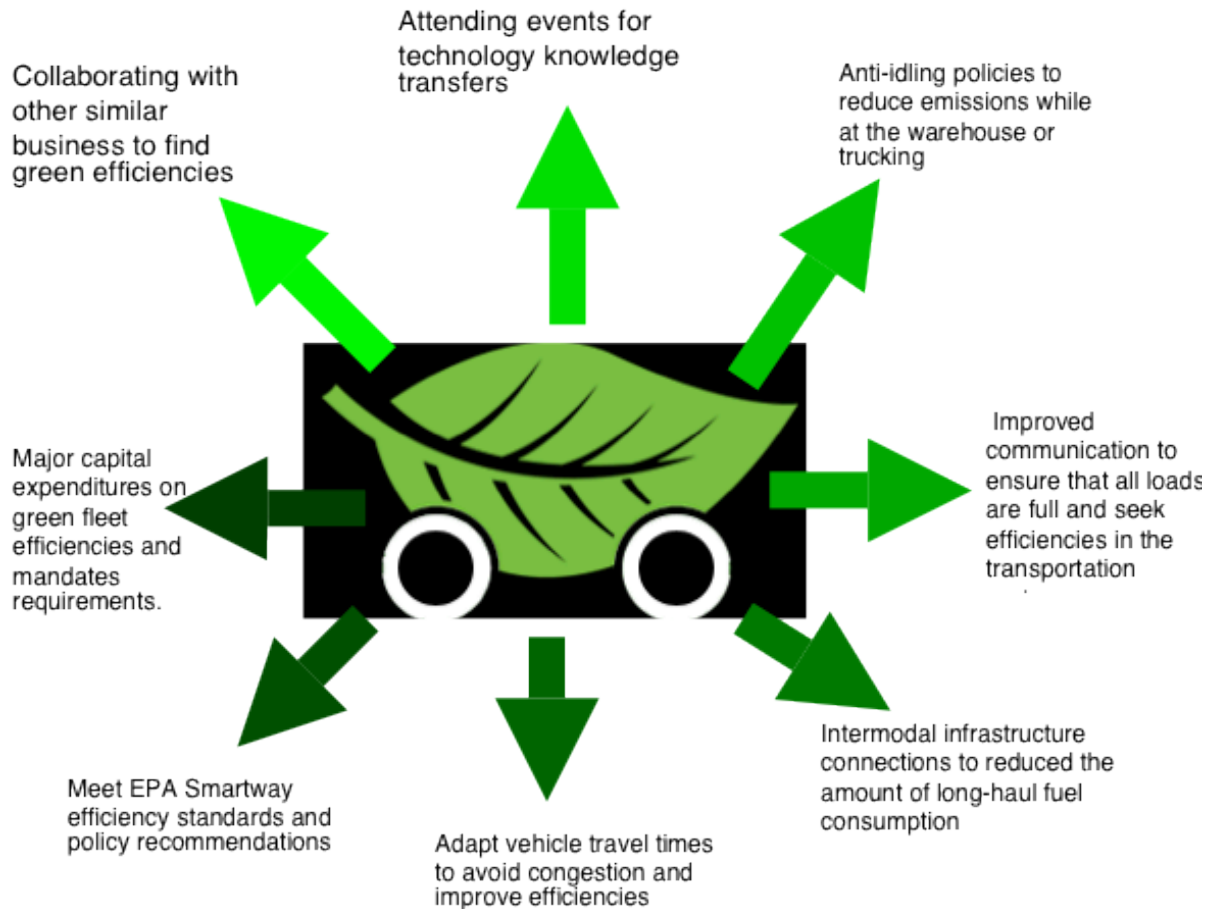 Attending events for
technology knowledge
transfers
Collaborating with
other similar
business to find
green efficiencies
Anti-idling policies to
reduce emissions while
at the warehouse or
trucking
Major capital
expenditures on
green fleet
efficiencies and
mandates
requirements.
Improved
communication to
ensure that all loads
are full and seek
efficiencies in the
transportation
Meet EPA Smartway
efficiency standards and
policy recommendations
Adapt vehicle travel times
to avoid congestion and
improve efficiencies
Intermodal infrastructure
connections to reduced the
amount of long-haul fuel
consumption